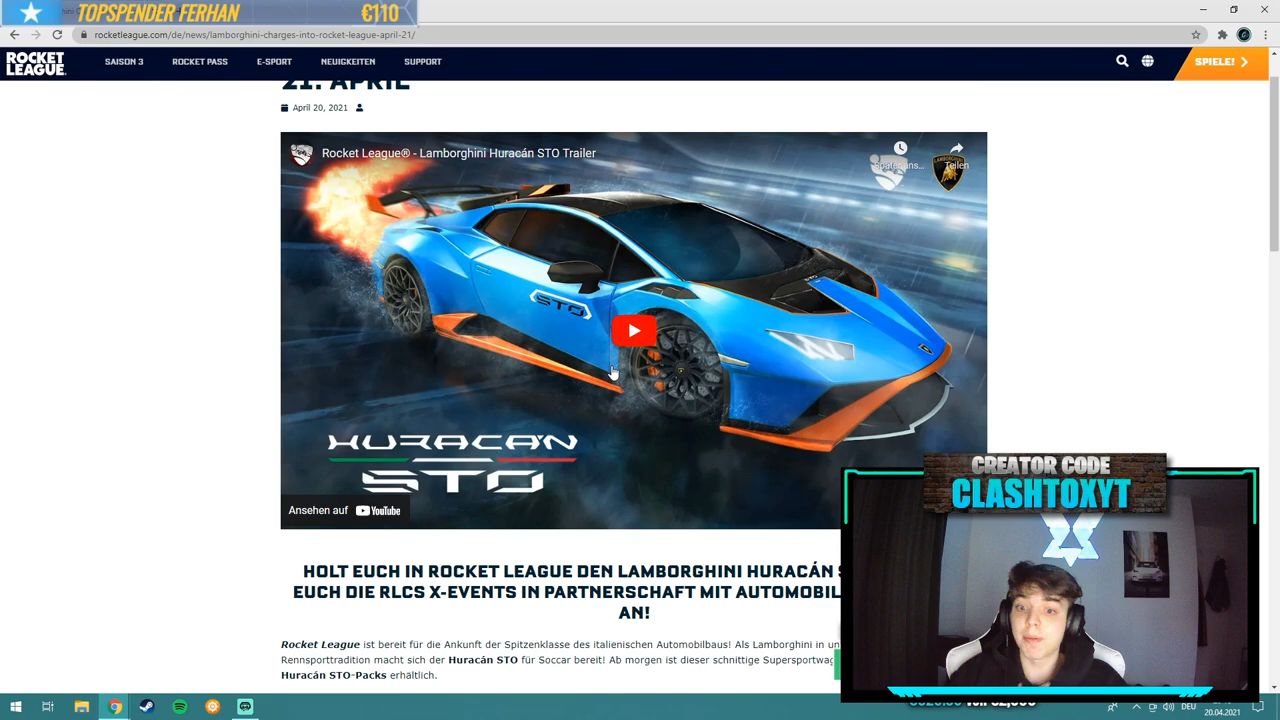 TOPSPENDER FERHAN €110
rocketleague.com/de/news/lamborghini-charges-into-rocket-league-april-21/
ROCKET
LEAGUE
SAISON 3 ROCKET PASS E-SPORT NEUIGKEITEN SUPPORT SPIELE!
21. APRIL
April 20, 2021
Rocket League® - Lamborghini Huracán STO Trailer
Teilen
LAMBORGHINI
STO
HURACÁN
STO
Ansehen auf YouTube
HOLT EUCH IN ROCKET LEAGUE DEN LAMBORGHINI HURACÁN
EUCH DIE RLCS X-EVENTS IN PARTNERSCHAFT MIT
AN!
Rocket League ist bereit für die Ankunft der Spitzenklasse des italienischen Automobilbaus! Als Lamborghini in
Rennsporttradition macht sich der Huracán STO für Soccar bereit! Ab morgen ist dieser schnittige
Huracán STO-Packs erhältlich.
CREATOR CODE
CLASHTOXYT
DEU
20.04.2021